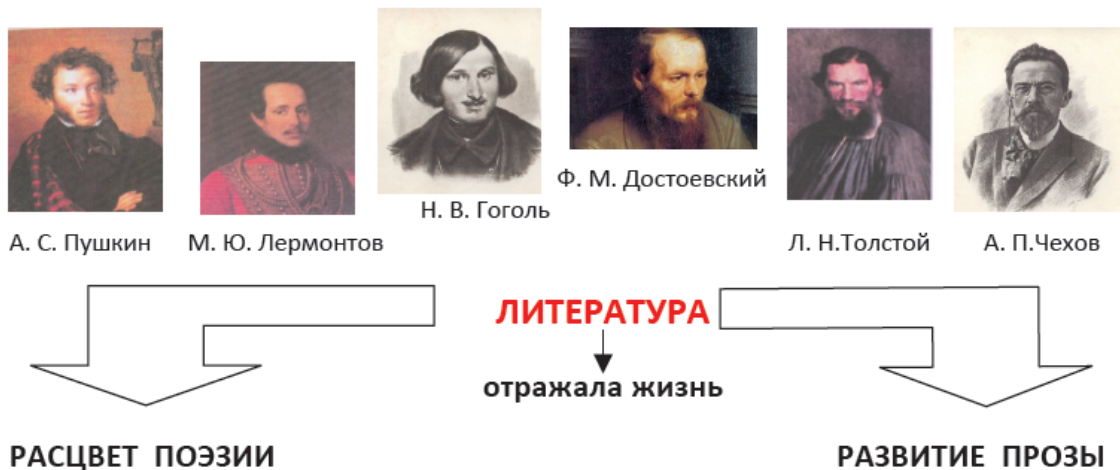 Ф. М. Достоевский
Н. В. Гоголь
А. С. Пушкин
М. Ю. Лермонтов
Л. Н.Толстой
А. П.Чехов
ЛИТЕРАТУРА
отражала жизнь
РАСЦВЕТ ПОЭЗИИ
РАЗВИТИЕ ПРОЗЫ